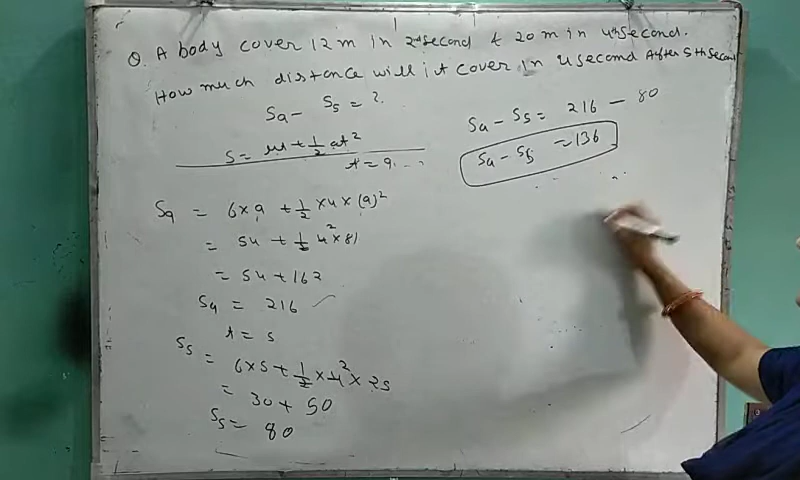 Q. A body cover 12 m in 2nd second & 20 m in 4th second.
How much distance will it cover in 4 second After 5th second
S9 - S5 = ?
S = ut + 1/2 at²
t = 9 ...
S9 = 6×9 + 1/2 ×4× (9)²
= 54 + 1/2 4² × 81
= 54 + 162
S9 = 216
t = 5
S5 = 6×5 + 1/2 × 4² × 25
= 30 + 50
S5 = 80
S9 - S5 = 216 - 80
S9 - S5 = 136